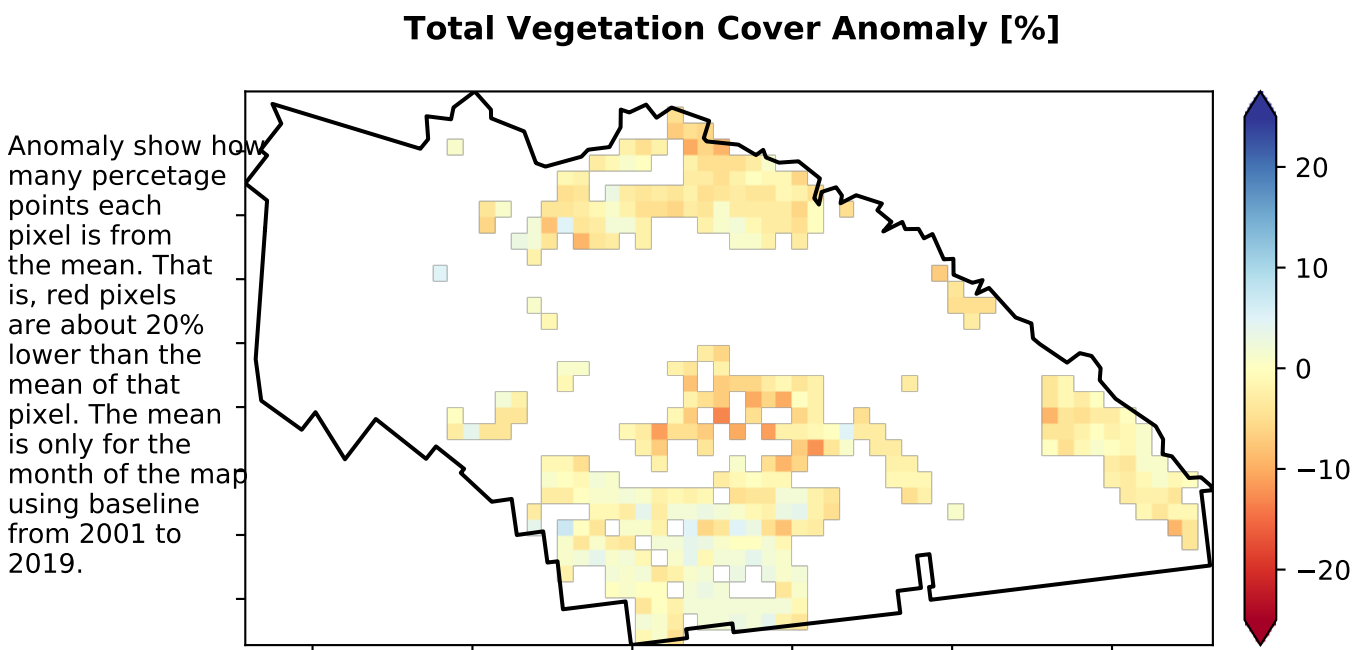 Total Vegetation Cover Anomaly [%]
Anomaly show how
many percetage
points each
pixel is from
the mean. That
is, red pixels
are about 20%
lower than the
mean of that
pixel. The mean
is only for the
month of the map
using baseline
from 2001 to
2019.
20
10
0
−10
−20